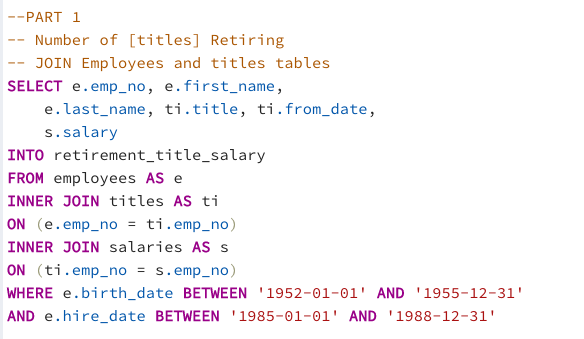 --PART 1
-- Number of [titles] Retiring
-- JOIN Employees and titles tables
SELECT e.emp_no, e.first_name,
    e.last_name, ti.title, ti.from_date,
    s.salary
INTO retirement_title_salary
FROM employees AS e
INNER JOIN titles AS ti
ON (e.emp_no = ti.emp_no)
INNER JOIN salaries AS s
ON (ti.emp_no = s.emp_no)
WHERE e.birth_date BETWEEN '1952-01-01' AND '1955-12-31'
AND e.hire_date BETWEEN '1985-01-01' AND '1988-12-31'